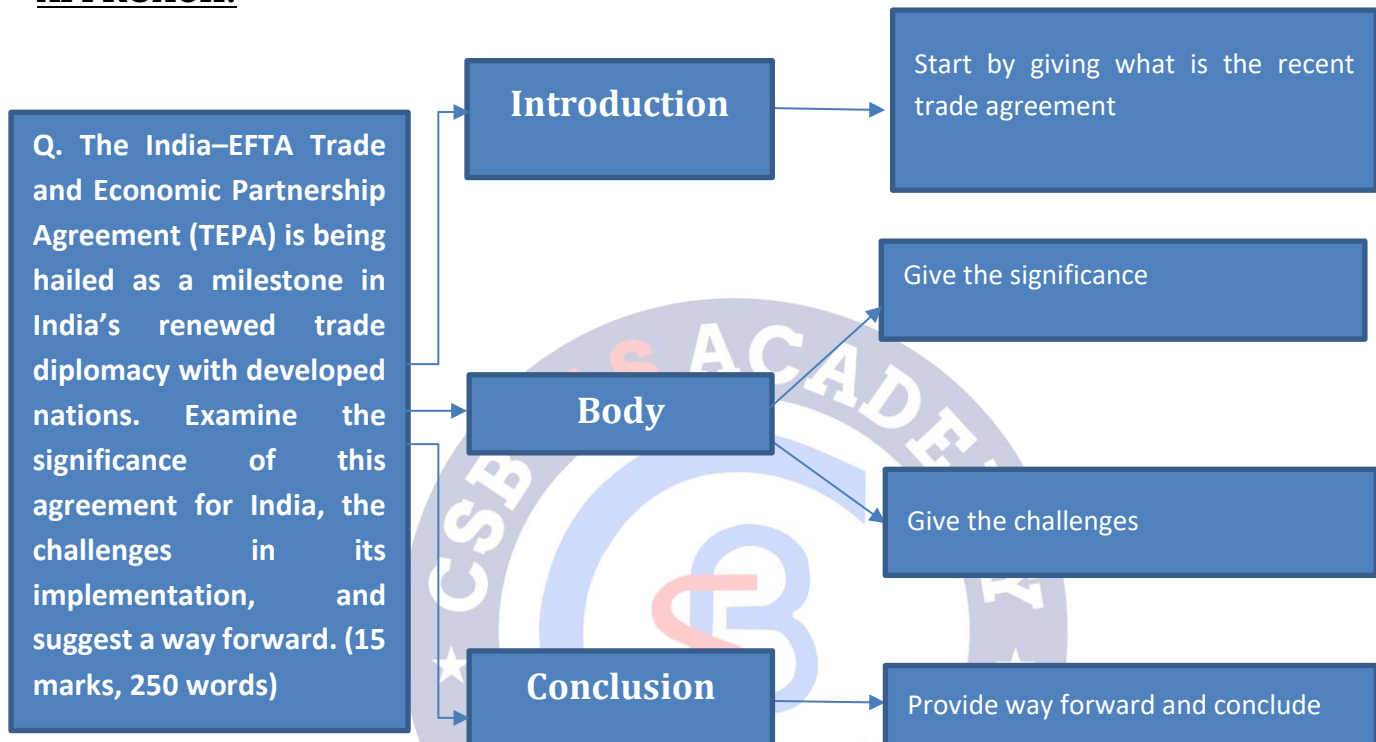 APPROACH:
Q. The India–EFTA Trade
and Economic Partnership
Agreement (TEPA) is being
hailed as a milestone in
India’s renewed trade
diplomacy with developed
nations. Examine the
significance of this
agreement for India, the
challenges in its
implementation, and
suggest a way forward. (15
marks, 250 words)
Introduction
Start by giving what is the recent
trade agreement
Body
Give the significance
Give the challenges
Conclusion
Provide way forward and conclude